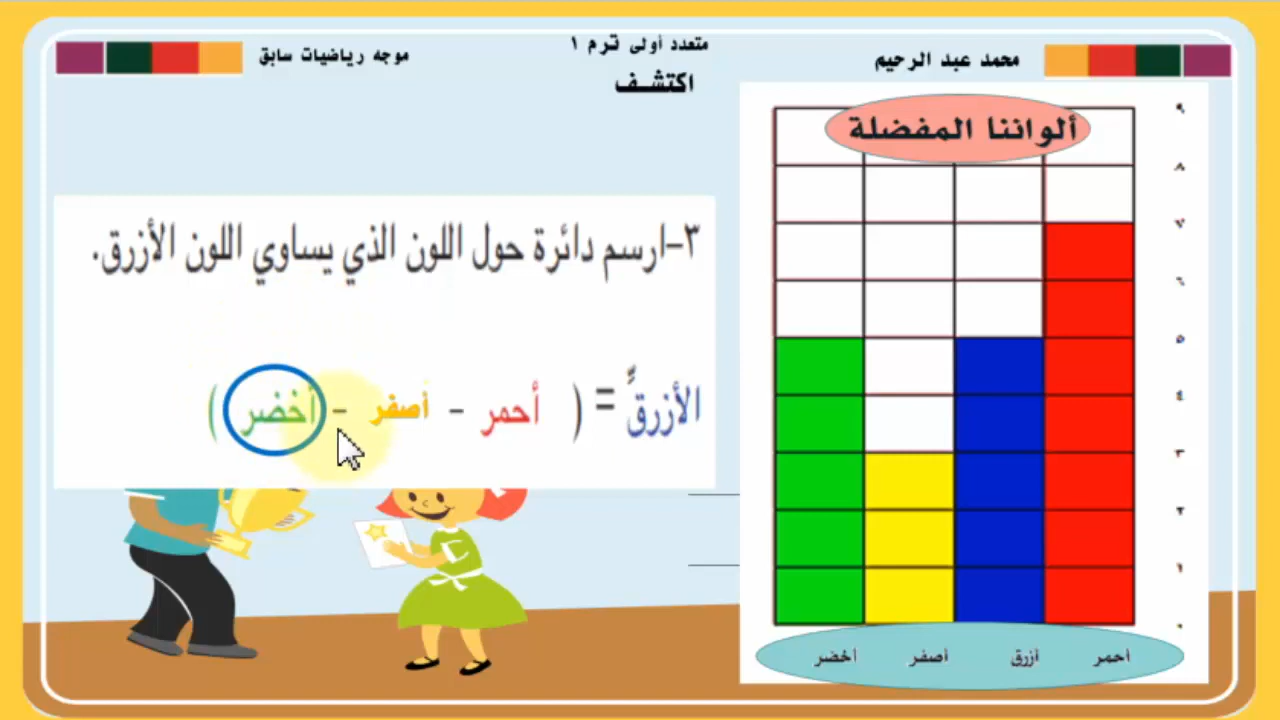 متعدد أولى ترم ١
محمد عبد الرحيم
موجه رياضيات سابق
اكتشف
ألواننا المفضلة
٩
٨
٧
٦
٥
٤
٣
٢
١
٠
أحمر أزرق أصفر أخضر
٣-ارسم دائرة حول اللون الذي يساوي اللون الأزرق.
الأزرق = ( أحمر - أصفر - أخضر )